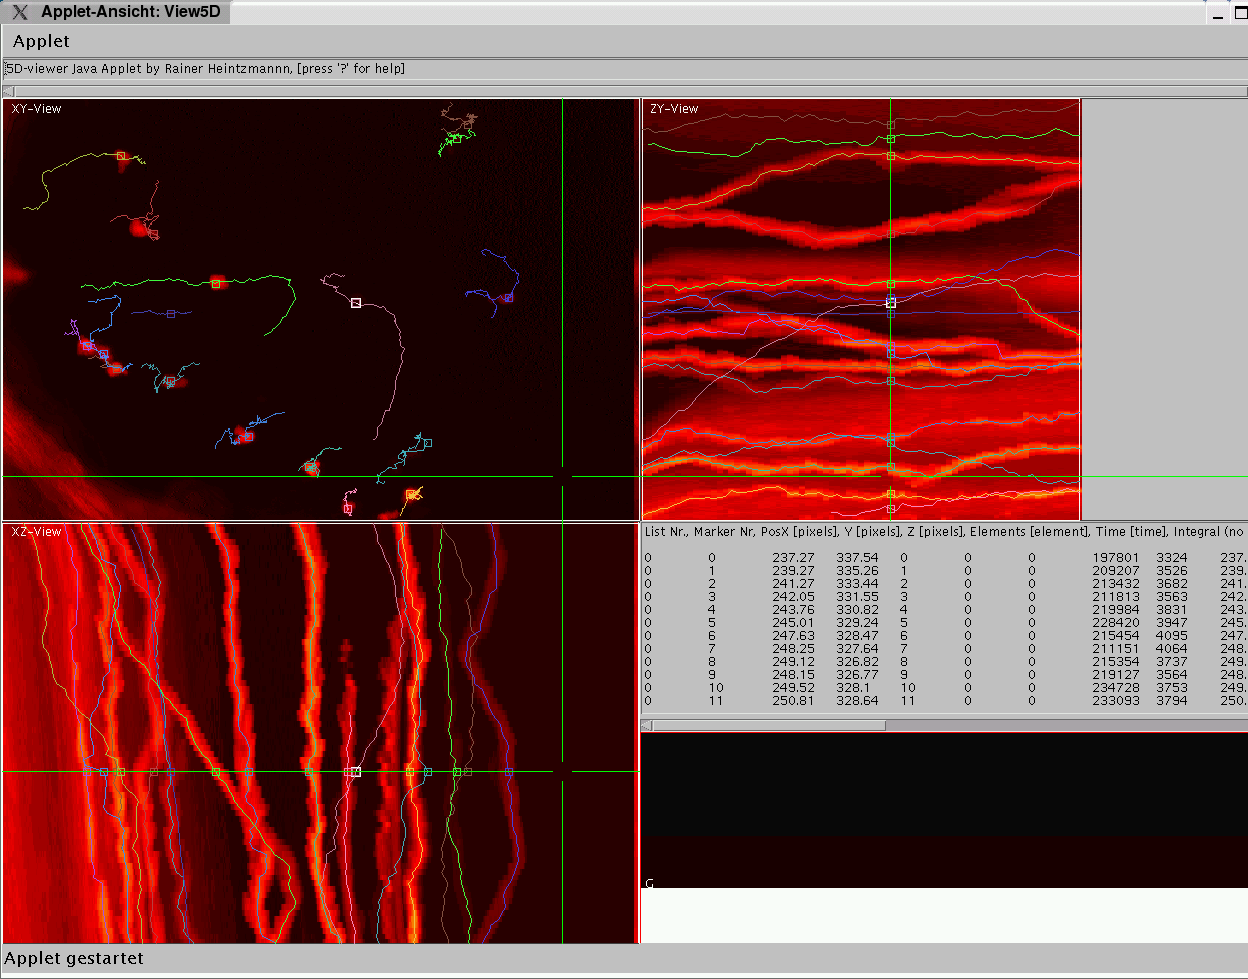 Applet-Ansicht: View5D
Applet
5D-viewer Java Applet by Rainer Heintzmannn, [press '?' for help]
XY-View
ZY-View
XZ-View
List Nr., Marker Nr, PosX [pixels], Y [pixels], Z [pixels], Elements [element], Time [time], Integral (no
0 0 237.27 337.54 0 0 0 197801 3324 237.
0 1 239.27 335.26 1 0 0 209207 3526 239.
0 2 241.27 333.44 2 0 0 213432 3682 241.
0 3 242.05 331.55 3 0 0 211813 3563 242.
0 4 243.76 330.82 4 0 0 219984 3831 243.
0 5 245.01 329.24 5 0 0 228420 3947 245.
0 6 247.63 328.47 6 0 0 215454 4095 247.
0 7 248.25 327.64 7 0 0 211151 4064 248.
0 8 249.12 326.82 8 0 0 215354 3737 249.
0 9 248.15 326.77 9 0 0 219127 3564 248.
0 10 249.52 328.1 10 0 0 234728 3753 249.
0 11 250.81 328.64 11 0 0 233093 3794 250.
G
Applet gestartet